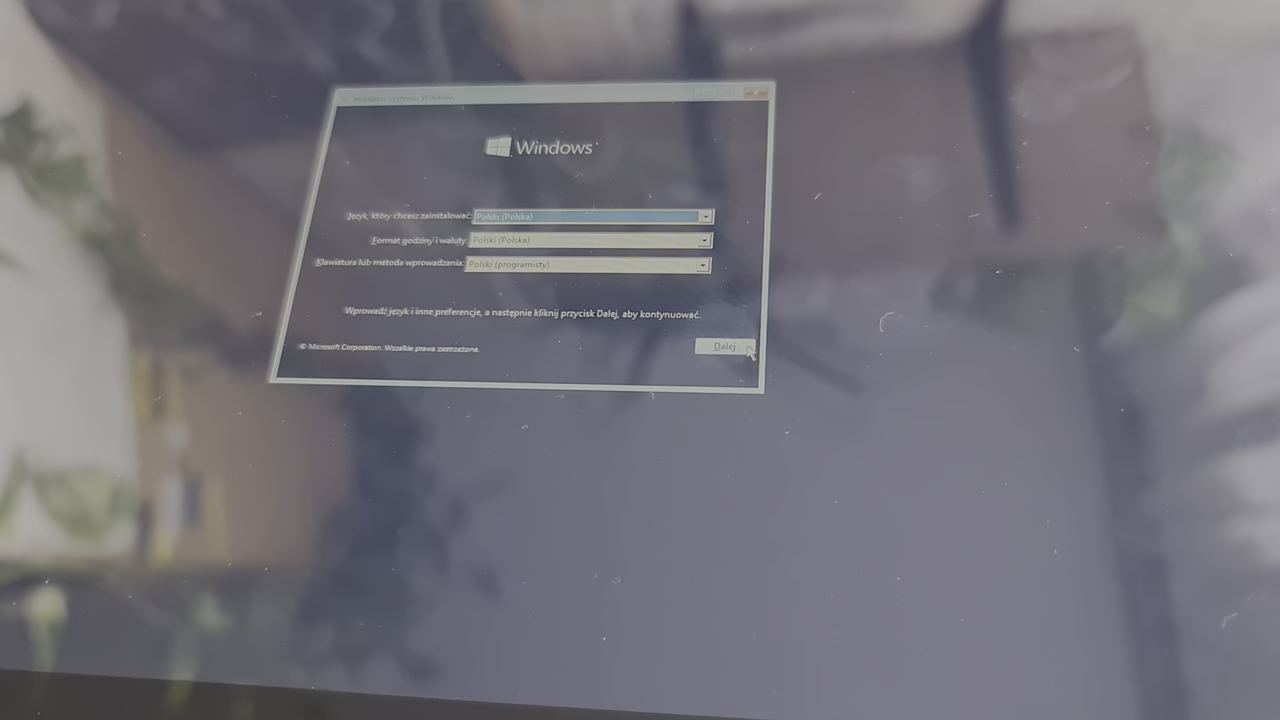 Instalator systemu Windows
Windows
Język, który chcesz zainstalować: Polski (Polska)
Format godziny i waluty: Polski (Polska)
Klawiatura lub metoda wprowadzania: Polski (programisty)
Wprowadź język i inne preferencje, a następnie kliknij przycisk Dalej, aby kontynuować.
© Microsoft Corporation. Wszelkie prawa zastrzeżone.
Dalej